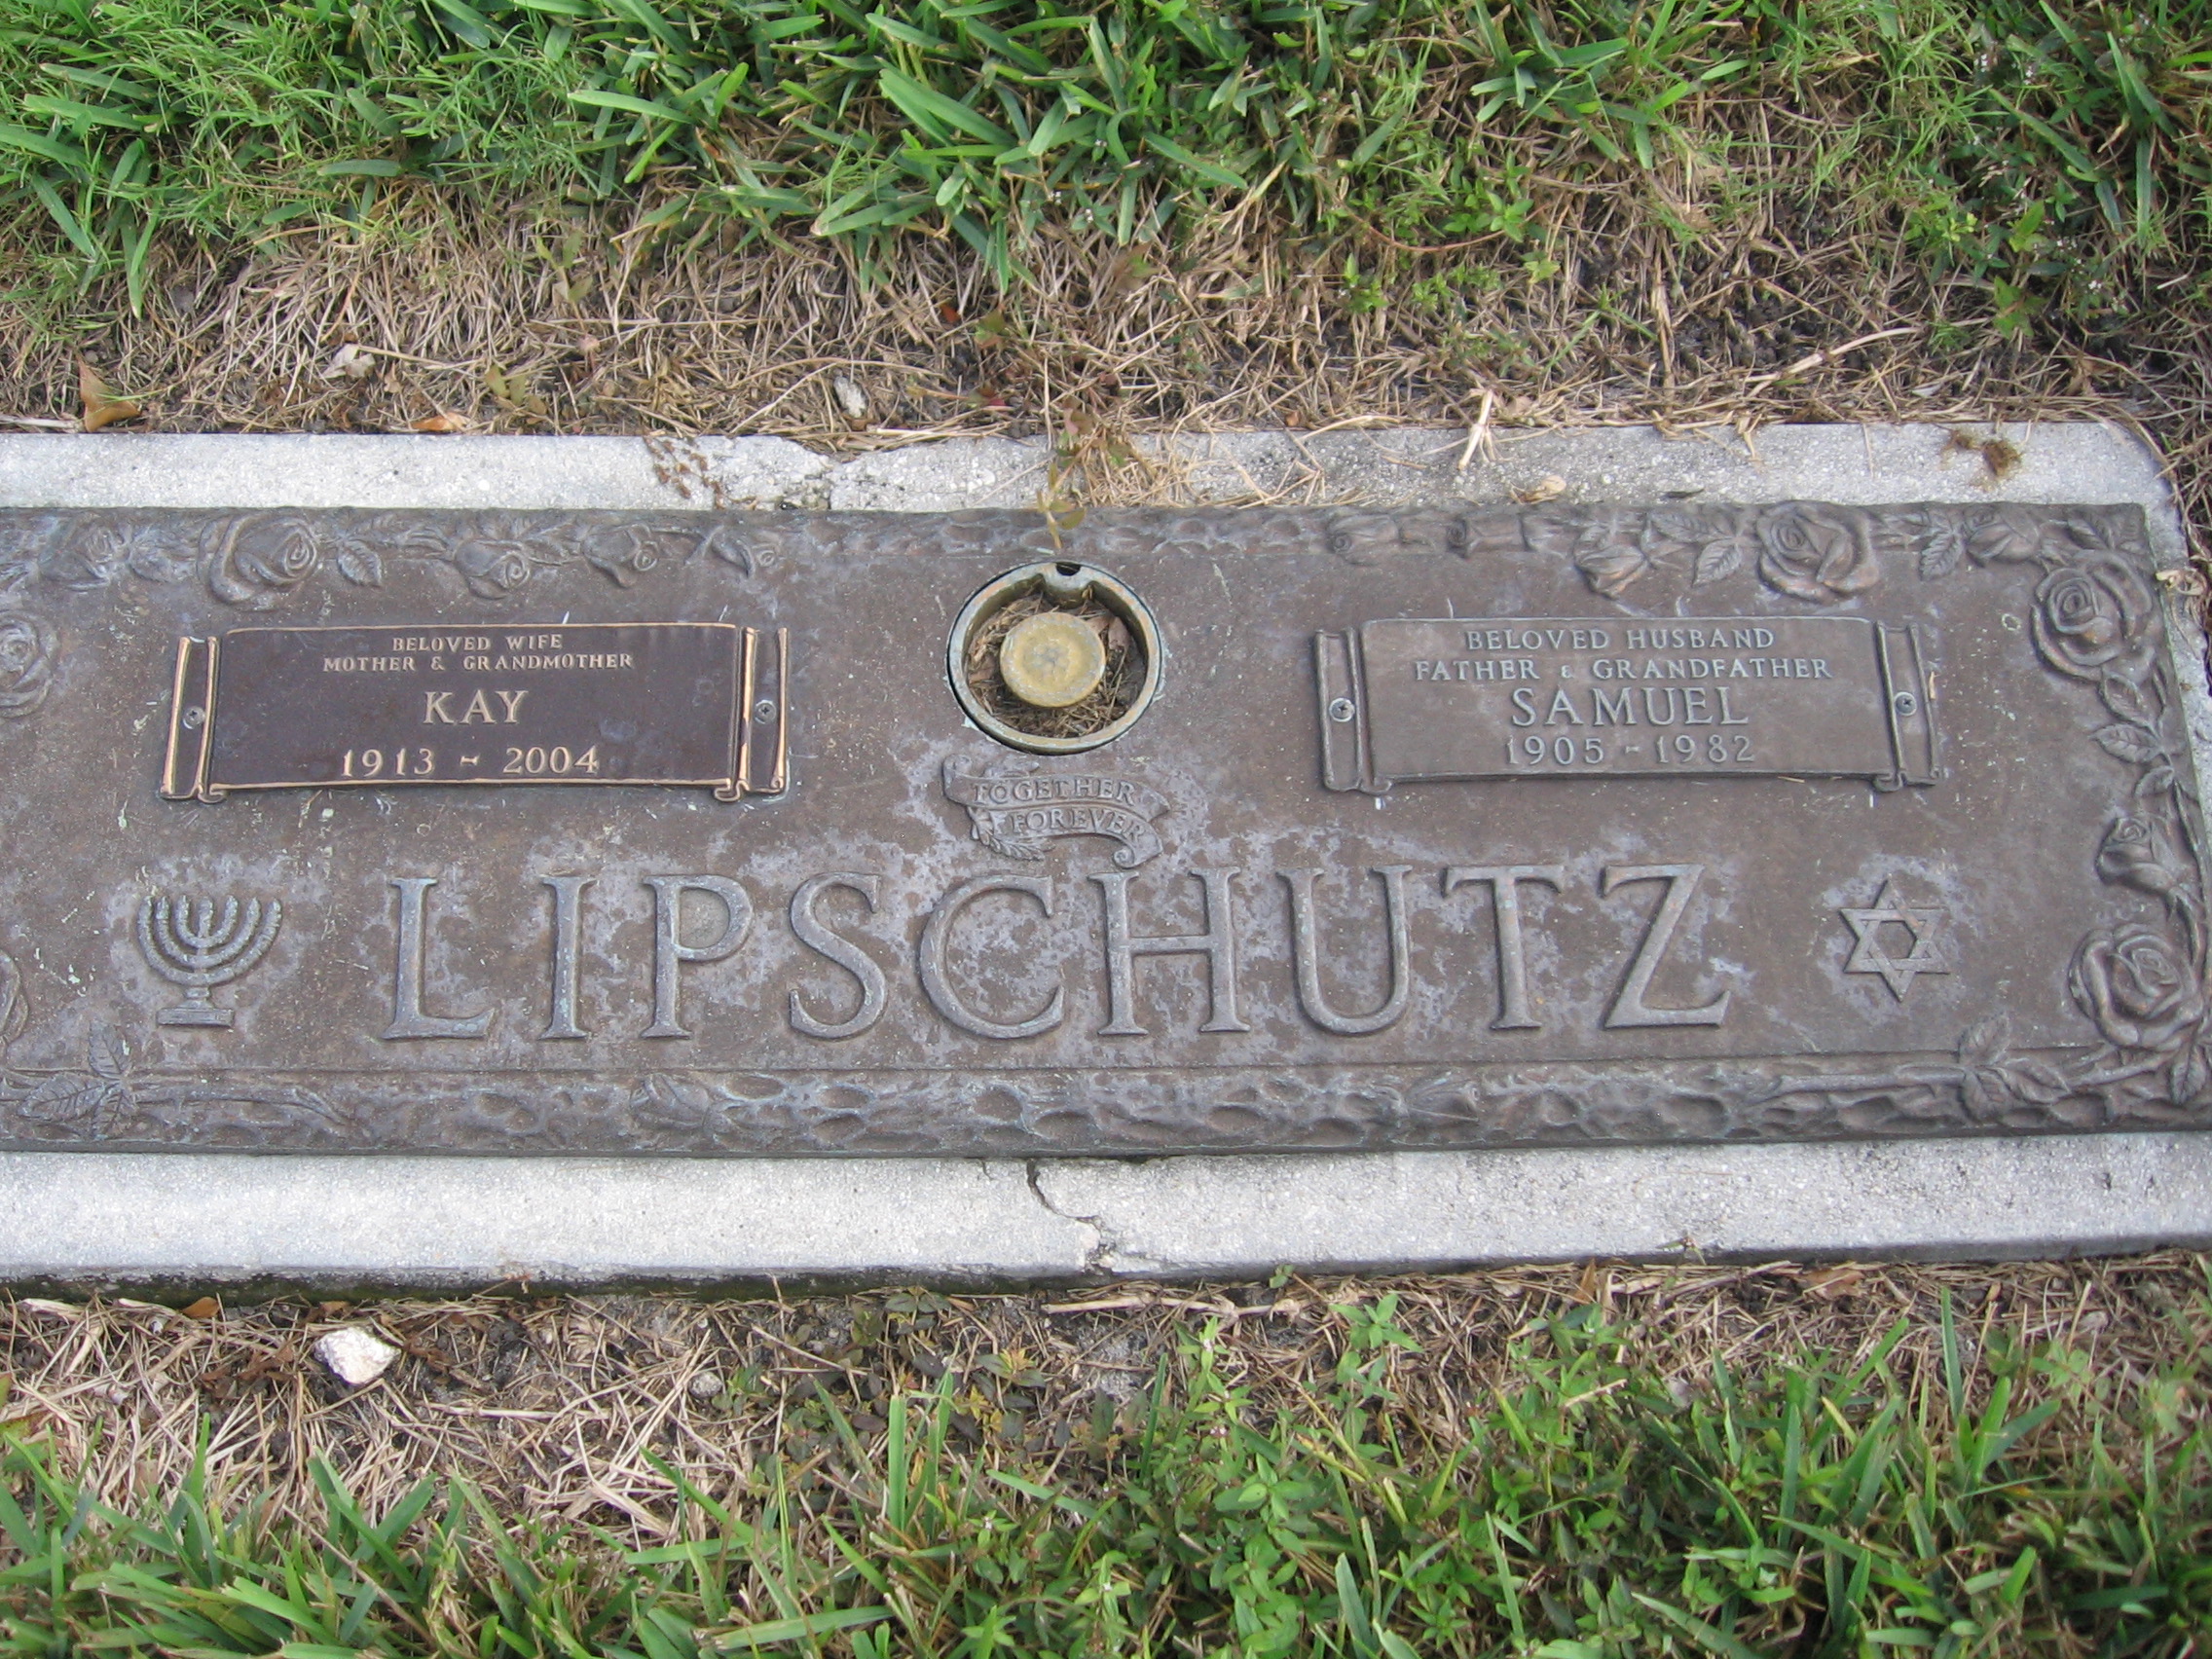 BELOVED WIFE
MOTHER & GRANDMOTHER
KAY
1913 - 2004
BELOVED HUSBAND
FATHER & GRANDFATHER
SAMUEL
1905 - 1982
TOGETHER
FOREVER
LIPSCHUTZ